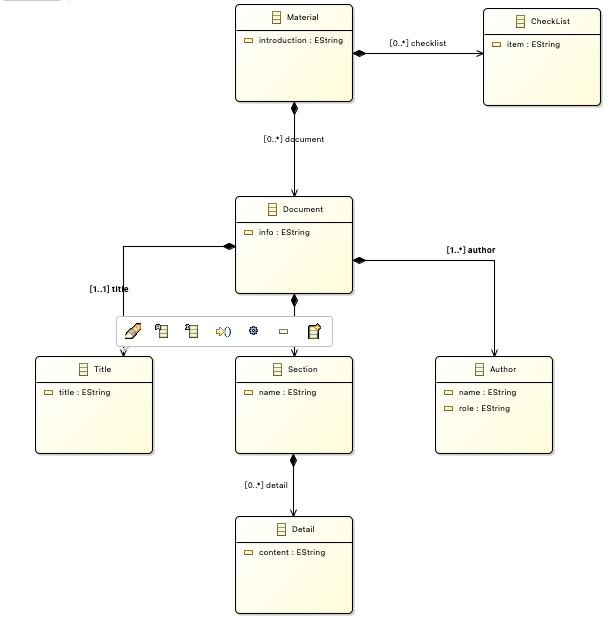 Material
introduction : EString
[0..*] checklist
CheckList
item : EString
[0..*] document
Document
info : EString
[1..*] author
[1..1] title
Title
title : EString
Section
name : EString
Author
name : EString
role : EString
[0..*] detail
Detail
content : EString